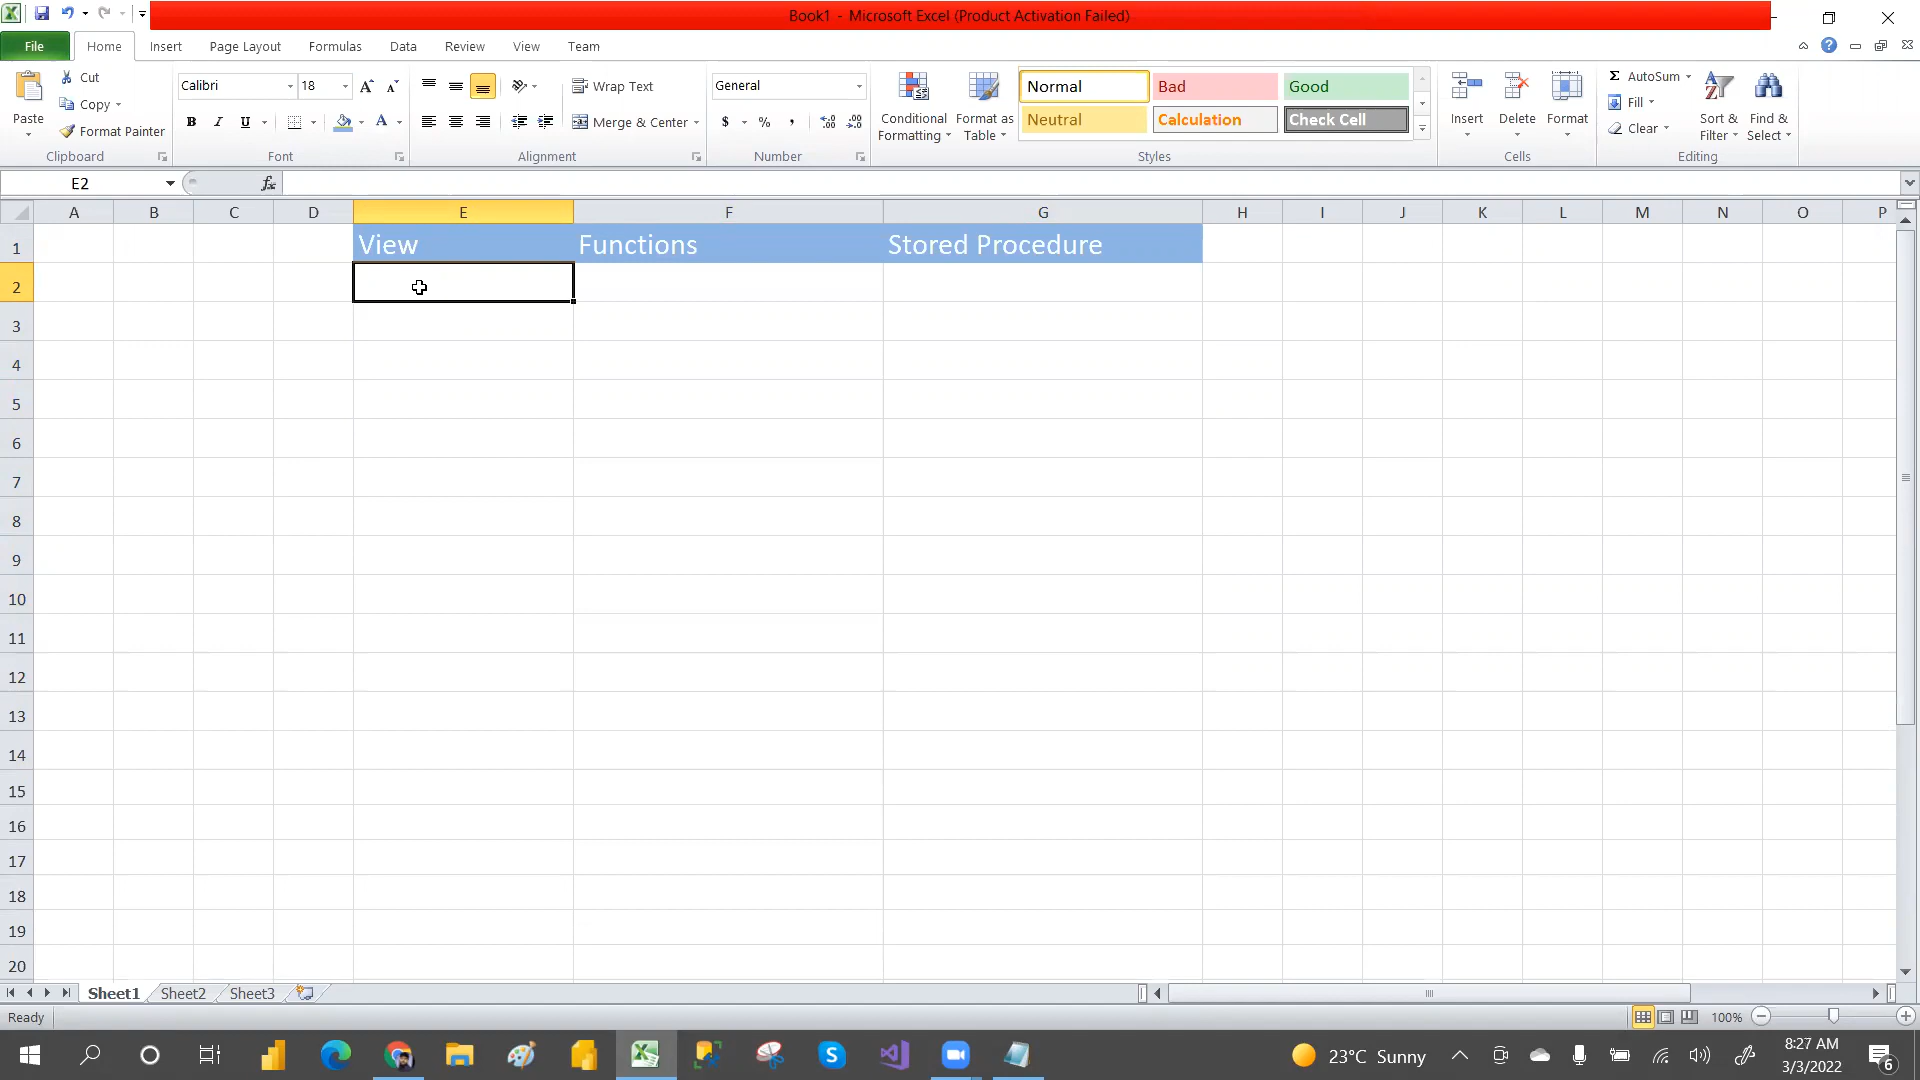 Book1 - Microsoft Excel (Product Activation Failed)
File Home Insert Page Layout Formulas Data Review View Team
Paste
Cut
Copy
Format Painter
Clipboard
Calibri 18
B I U
Font
Wrap Text
Merge & Center
Alignment
General
$ % ,
Number
Conditional Formatting
Format as Table
Normal Bad Good
Neutral Calculation Check Cell
Styles
Insert Delete Format
Cells
Σ AutoSum
Fill
Clear
Sort & Filter
Find & Select
Editing
E2 fx
A B C D E F G H I J K L M N O P
1 View Functions Stored Procedure
2
3
4
5
6
7
8
9
10
11
12
13
14
15
16
17
18
19
20
Sheet1 Sheet2 Sheet3
Ready 100%
23°C Sunny
8:27 AM
3/3/2022
6